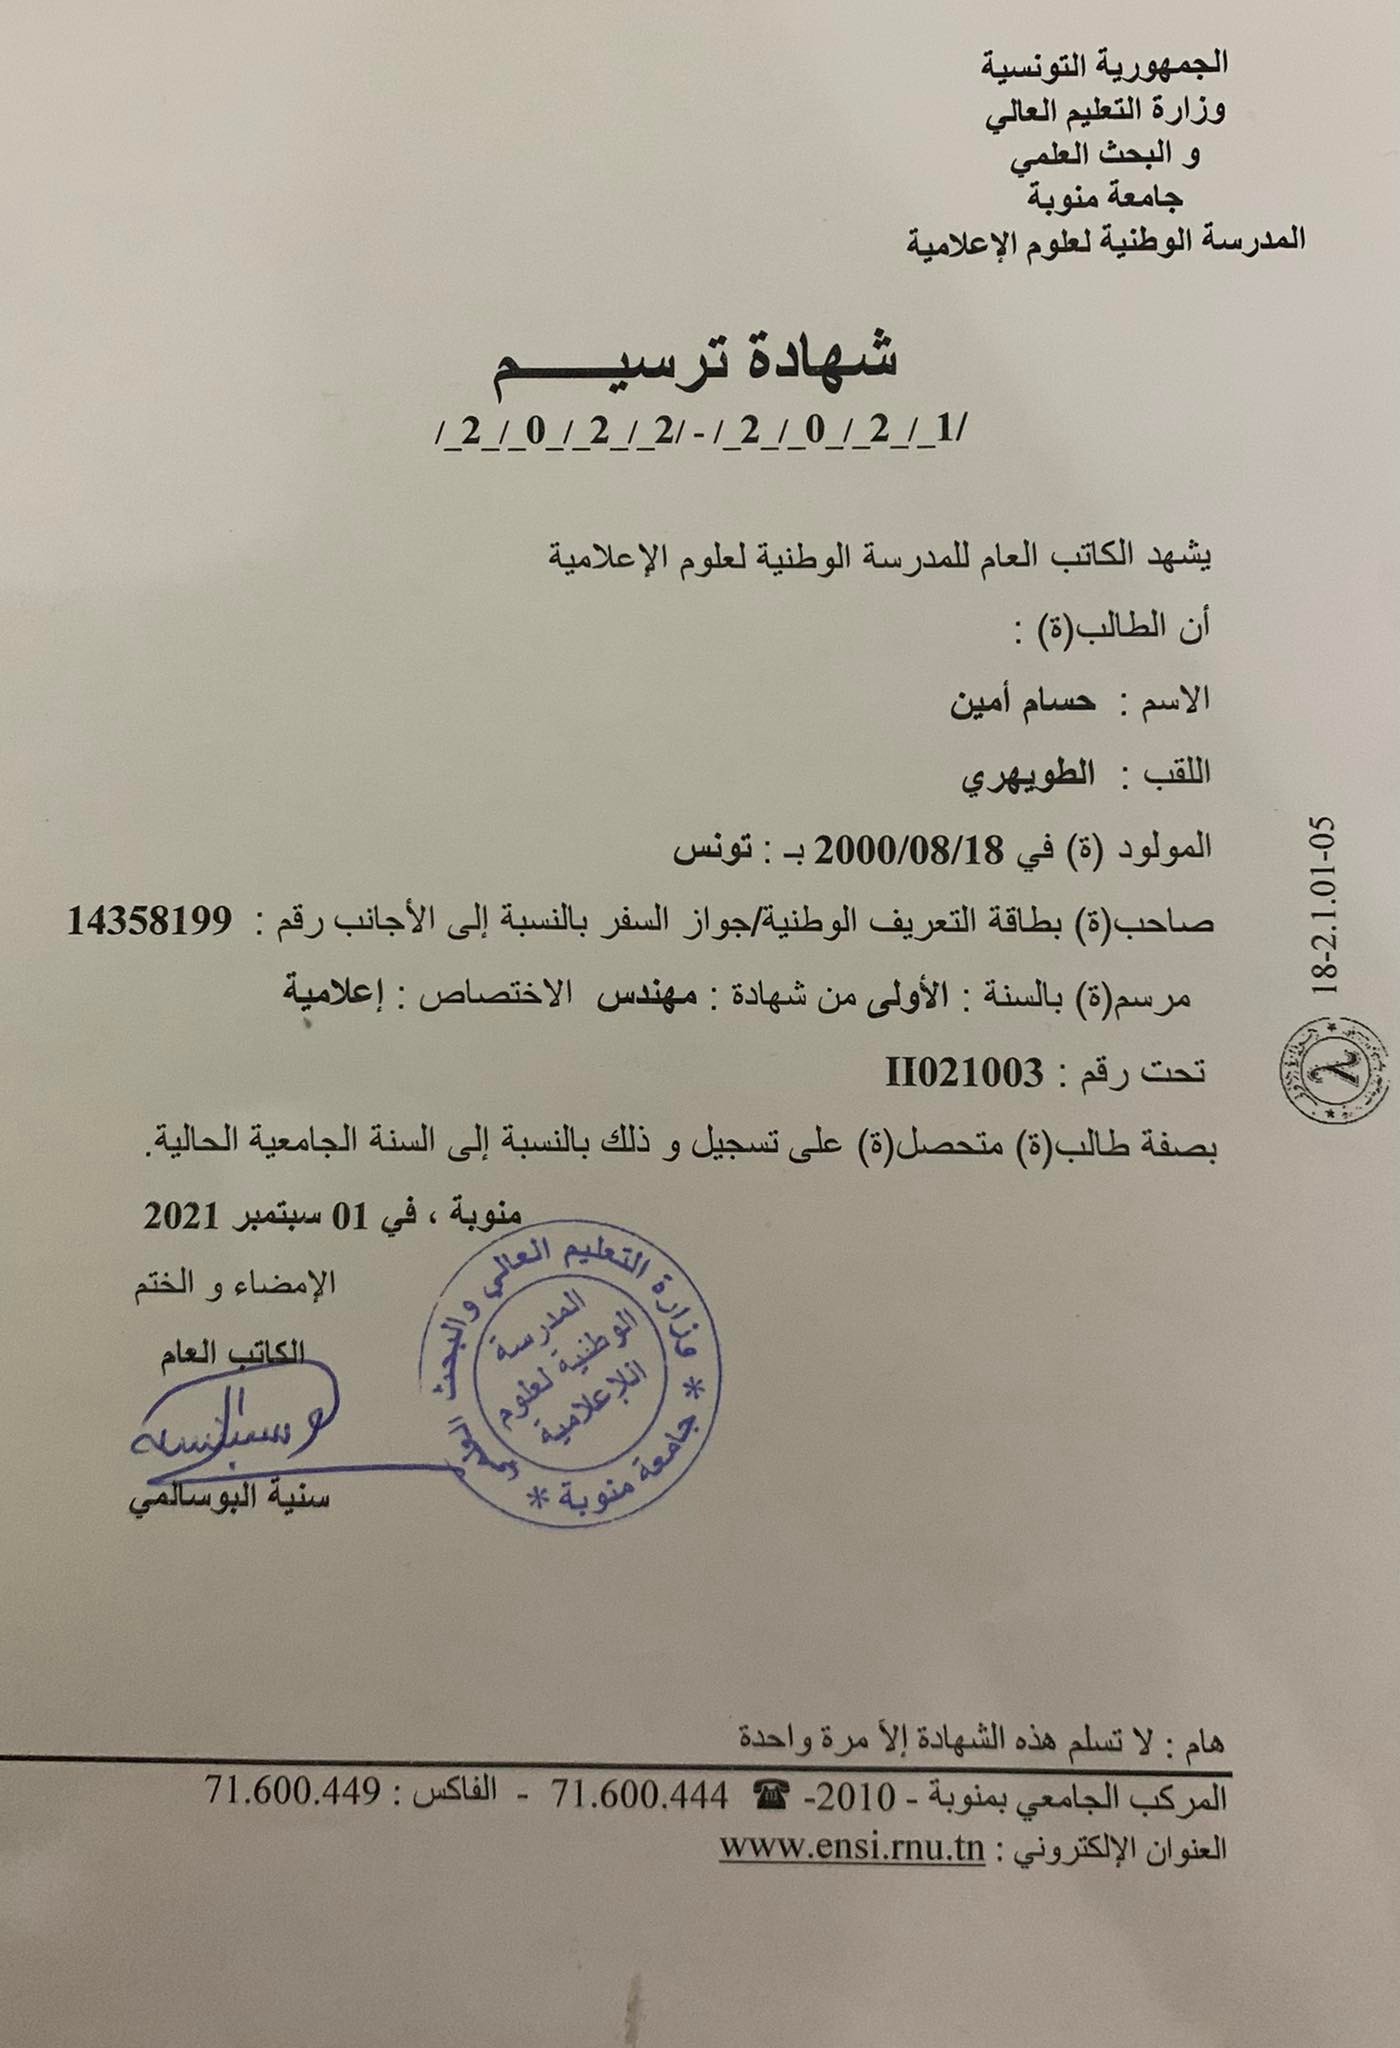 الجمهورية التونسية
وزارة التعليم العالي
و البحث العلمي
جامعة منوبة
المدرسة الوطنية لعلوم الإعلامية
شهادة ترسيـــــم
/_2_/_0_/_2_/_2/ - /_2_/_0_/_2_/_1/
يشهد الكاتب العام للمدرسة الوطنية لعلوم الإعلامية
أن الطالب(ة) :
الاسم : حسام أمين
اللقب : الطويهري
المولود (ة) في 2000/08/18 بـ : تونس
صاحب(ة) بطاقة التعريف الوطنية/جواز السفر بالنسبة إلى الأجانب رقم : 14358199
مرسم(ة) بالسنة : الأولى من شهادة : مهندس الاختصاص : إعلامية
تحت رقم : II021003
بصفة طالب(ة) متحصل(ة) على تسجيل و ذلك بالنسبة إلى السنة الجامعية الحالية.
منوبة ، في 01 سبتمبر 2021
الإمضاء و الختم
الكاتب العام
سنية البوسالمي
وزارة التعليم العالي والبحث العلمي * جامعة منوبة *
المدرسة
الوطنية لعلوم
الإعلامية
18-2.1.01-05
هام : لا تسلم هذه الشهادة إلاّ مرة واحدة
المركب الجامعي بمنوبة - 2010- ☎ 71.600.444 - الفاكس : 71.600.449
العنوان الإلكتروني : www.ensi.rnu.tn